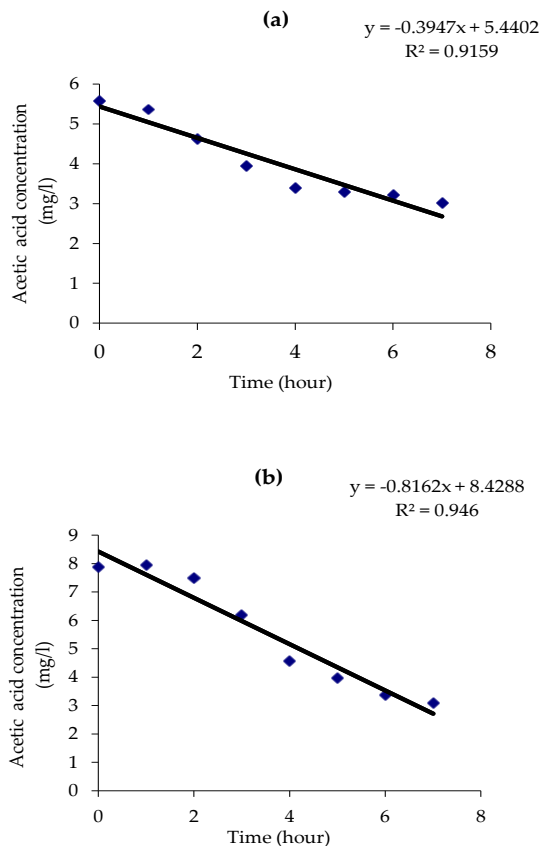 (a)
y = -0.3947x + 5.4402
R² = 0.9159
6
5
4
3
2
1
0
Acetic acid concentration
(mg/l)
0 2 4 6 8
Time (hour)
(b)
y = -0.8162x + 8.4288
R² = 0.946
9
8
7
6
5
4
3
2
1
0
Acetic acid concentration
(mg/l)
0 2 4 6 8
Time (hour)